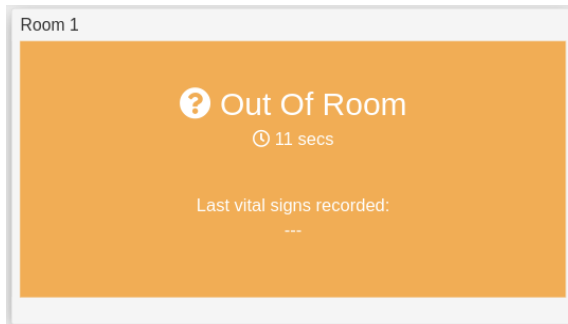 Room 1
Out Of Room
11 secs
Last vital signs recorded:
---